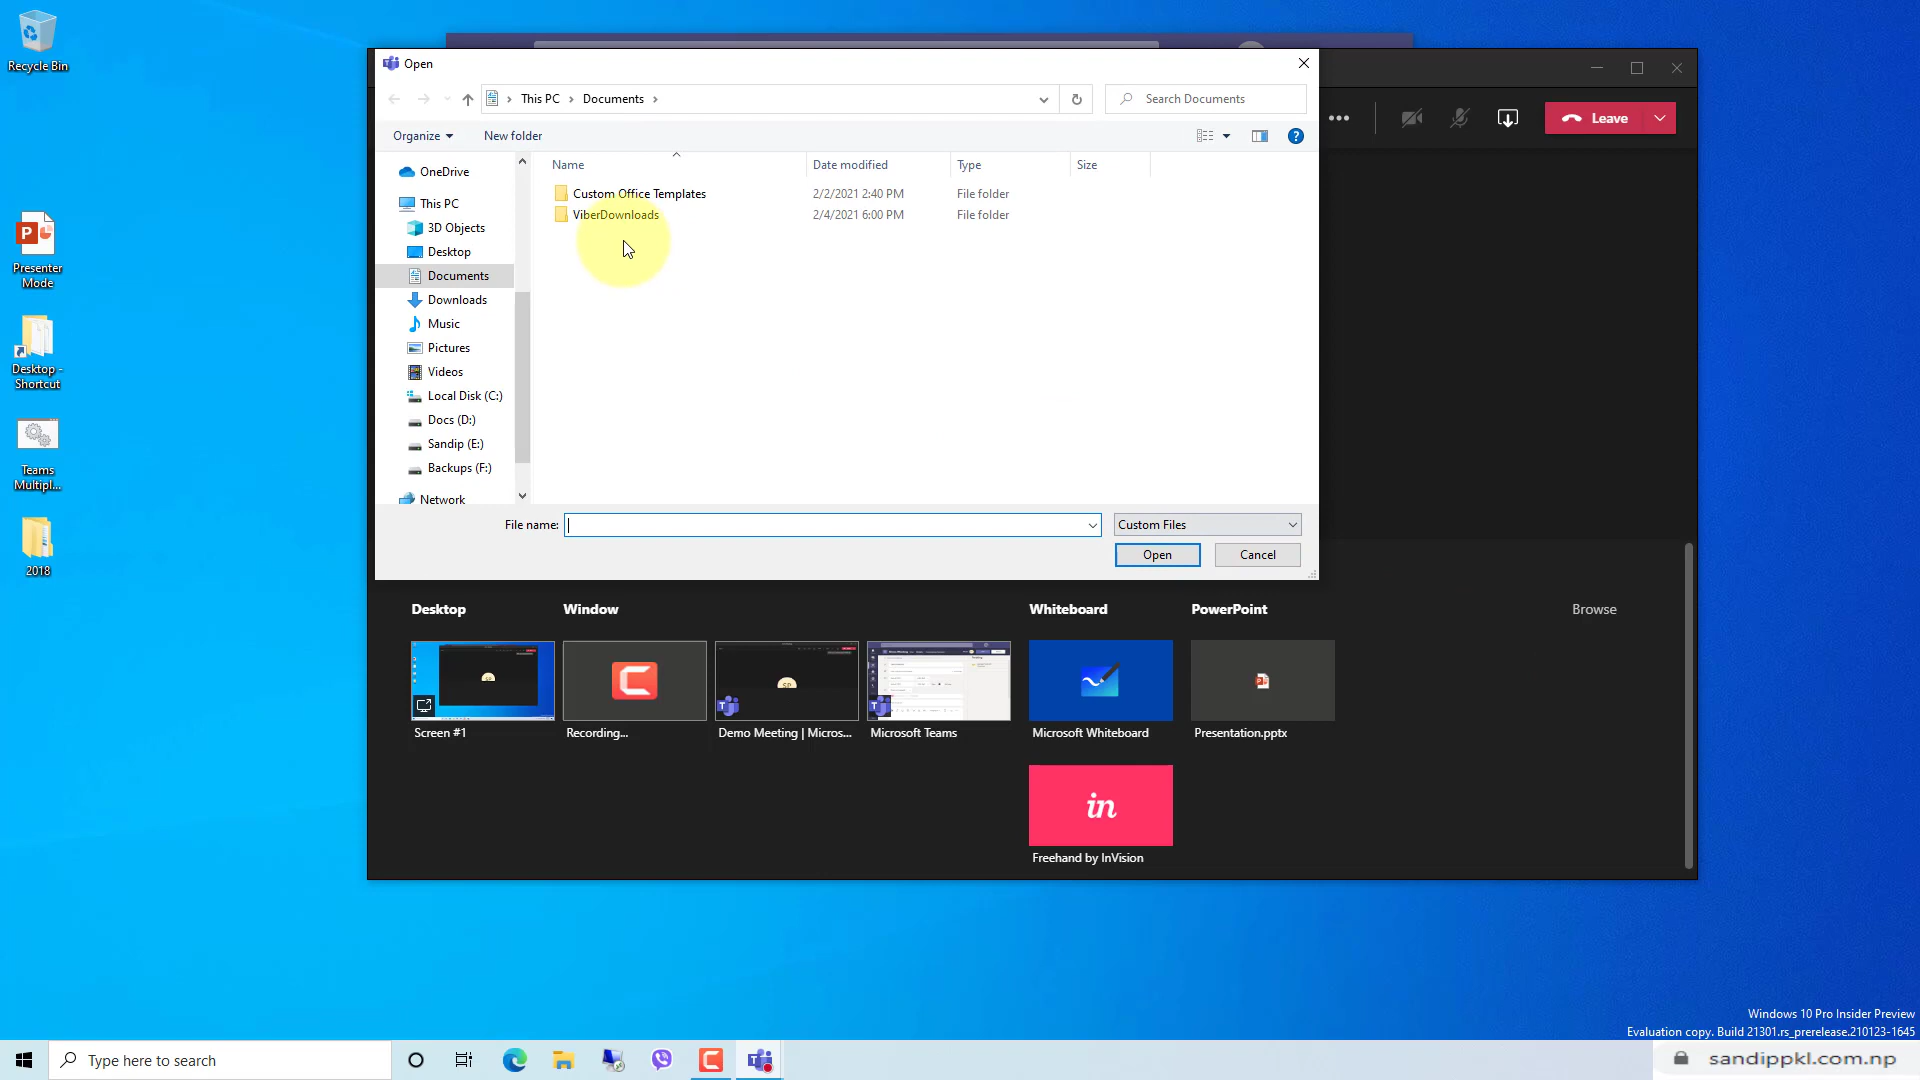 Recycle Bin
Presenter
Mode
Desktop -
Shortcut
Teams
Multipl...
2018
Open
This PC
Documents
Search Documents
Organize
New folder
Name
Date modified
Type
Size
Custom Office Templates
2/2/2021 2:40 PM
File folder
ViberDownloads
2/4/2021 6:00 PM
File folder
OneDrive
This PC
3D Objects
Desktop
Documents
Downloads
Music
Pictures
Videos
Local Disk (C:)
Docs (D:)
Sandip (E:)
Backups (F:)
Network
File name:
Custom Files
Open
Cancel
Leave
Desktop
Window
Whiteboard
PowerPoint
Browse
Screen #1
Recording...
Demo Meeting | Micros...
Microsoft Teams
Microsoft Whiteboard
Presentation.pptx
in
Freehand by InVision
Windows 10 Pro Insider Preview
Evaluation copy. Build 21301.rs_prerelease.210123-1645
Type here to search
sandippkl.com.np